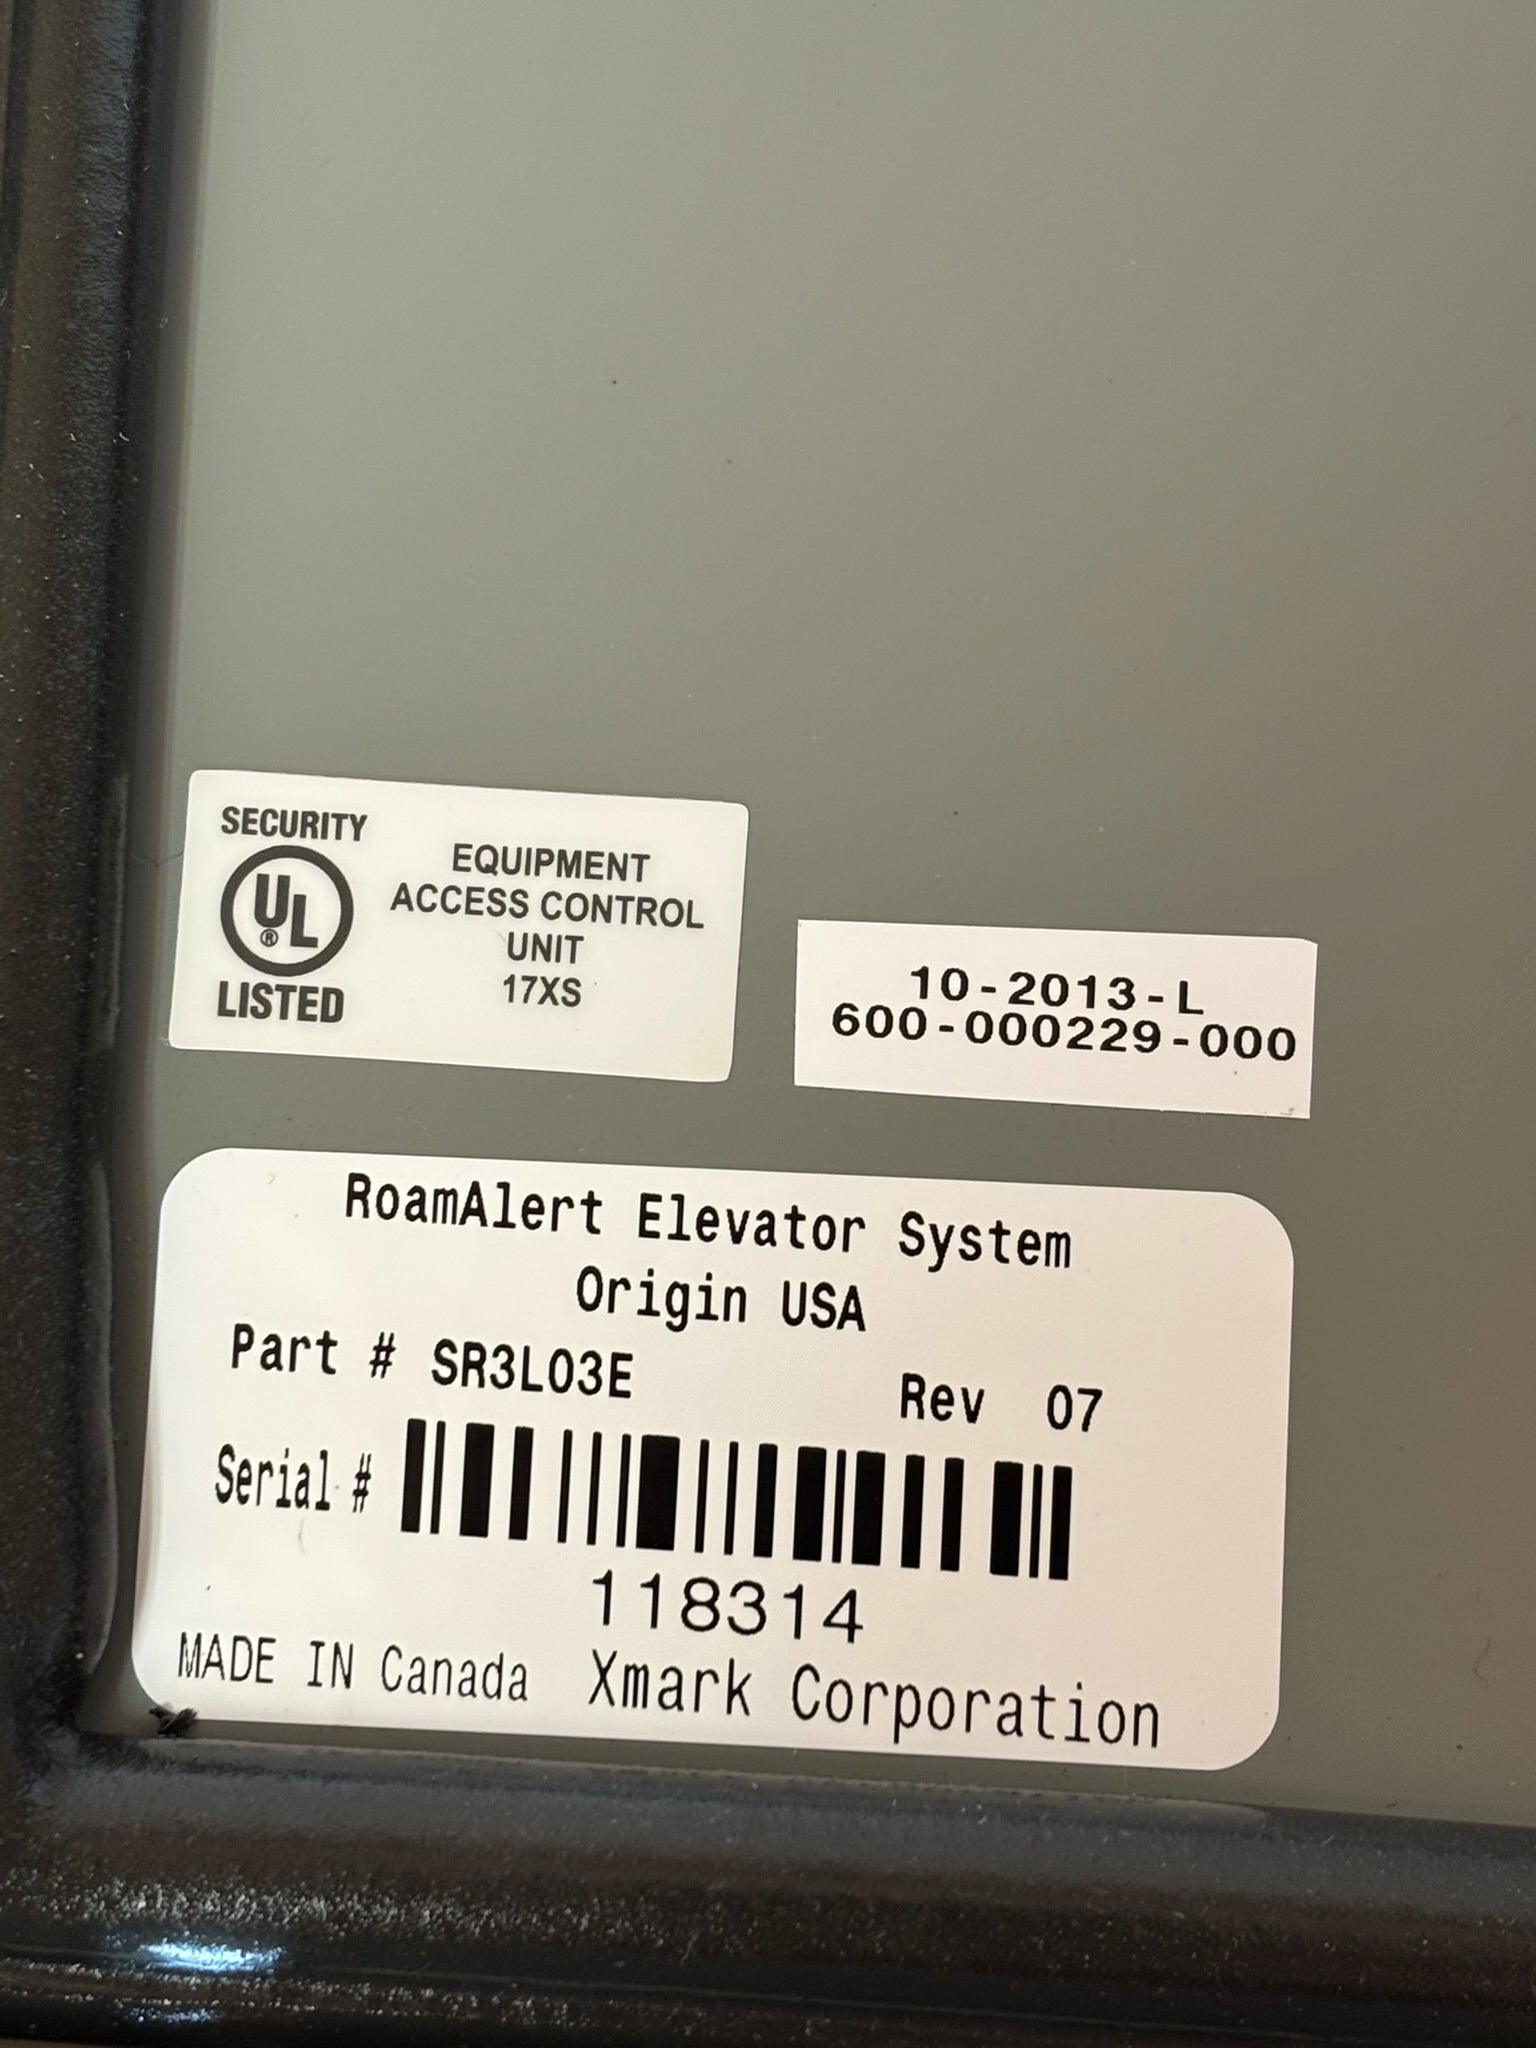 SECURITY
UL
®
LISTED
EQUIPMENT
ACCESS CONTROL
UNIT
17XS
10-2013-L
600-000229-000
RoamAlert Elevator System
Origin USA
Part # SR3L03E Rev 07
Serial #
118314
MADE IN Canada Xmark Corporation